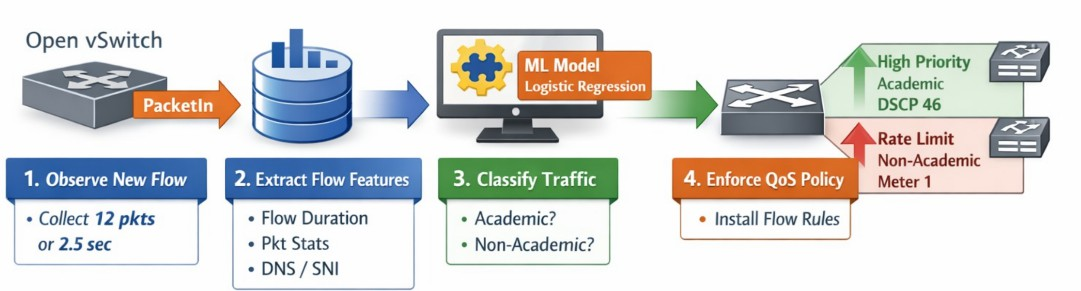 Open vSwitch
PacketIn
ML Model
Logistic Regression
High Priority
Academic
DSCP 46
Rate Limit
Non-Academic
Meter 1
1. Observe New Flow
• Collect 12 pkts
or 2.5 sec
2. Extract Flow Features
• Flow Duration
• Pkt Stats
• DNS / SNI
3. Classify Traffic
• Academic?
• Non-Academic?
4. Enforce QoS Policy
• Install Flow Rules